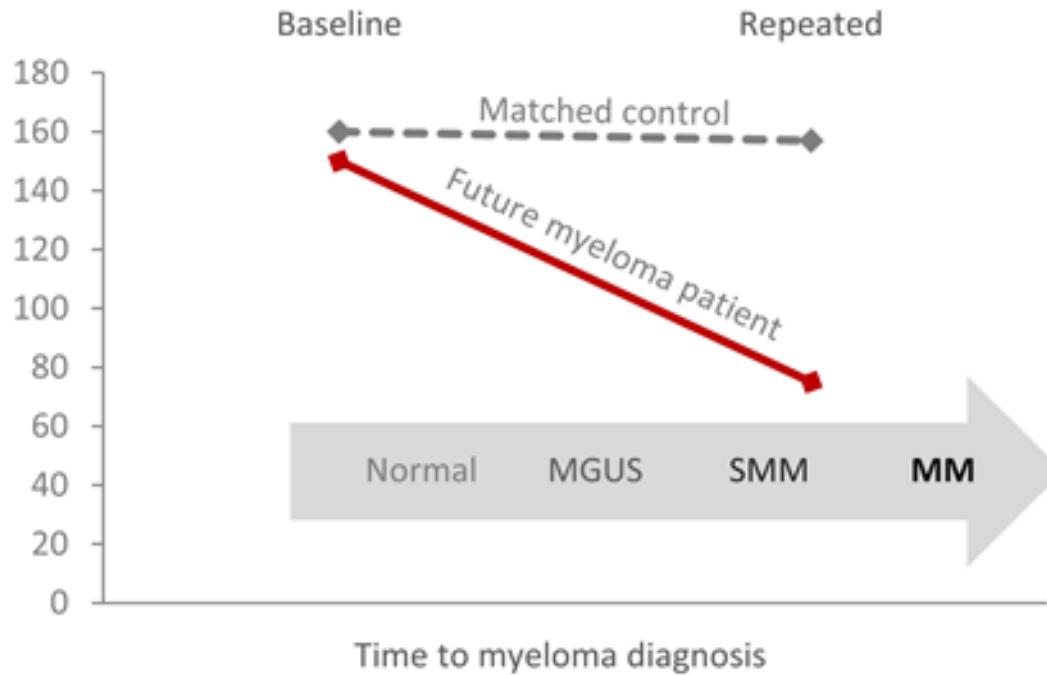 Baseline Repeated
180
160
140
120
100
80
60
40
20
0
Matched control
Future myeloma patient
Normal MGUS SMM MM
Time to myeloma diagnosis